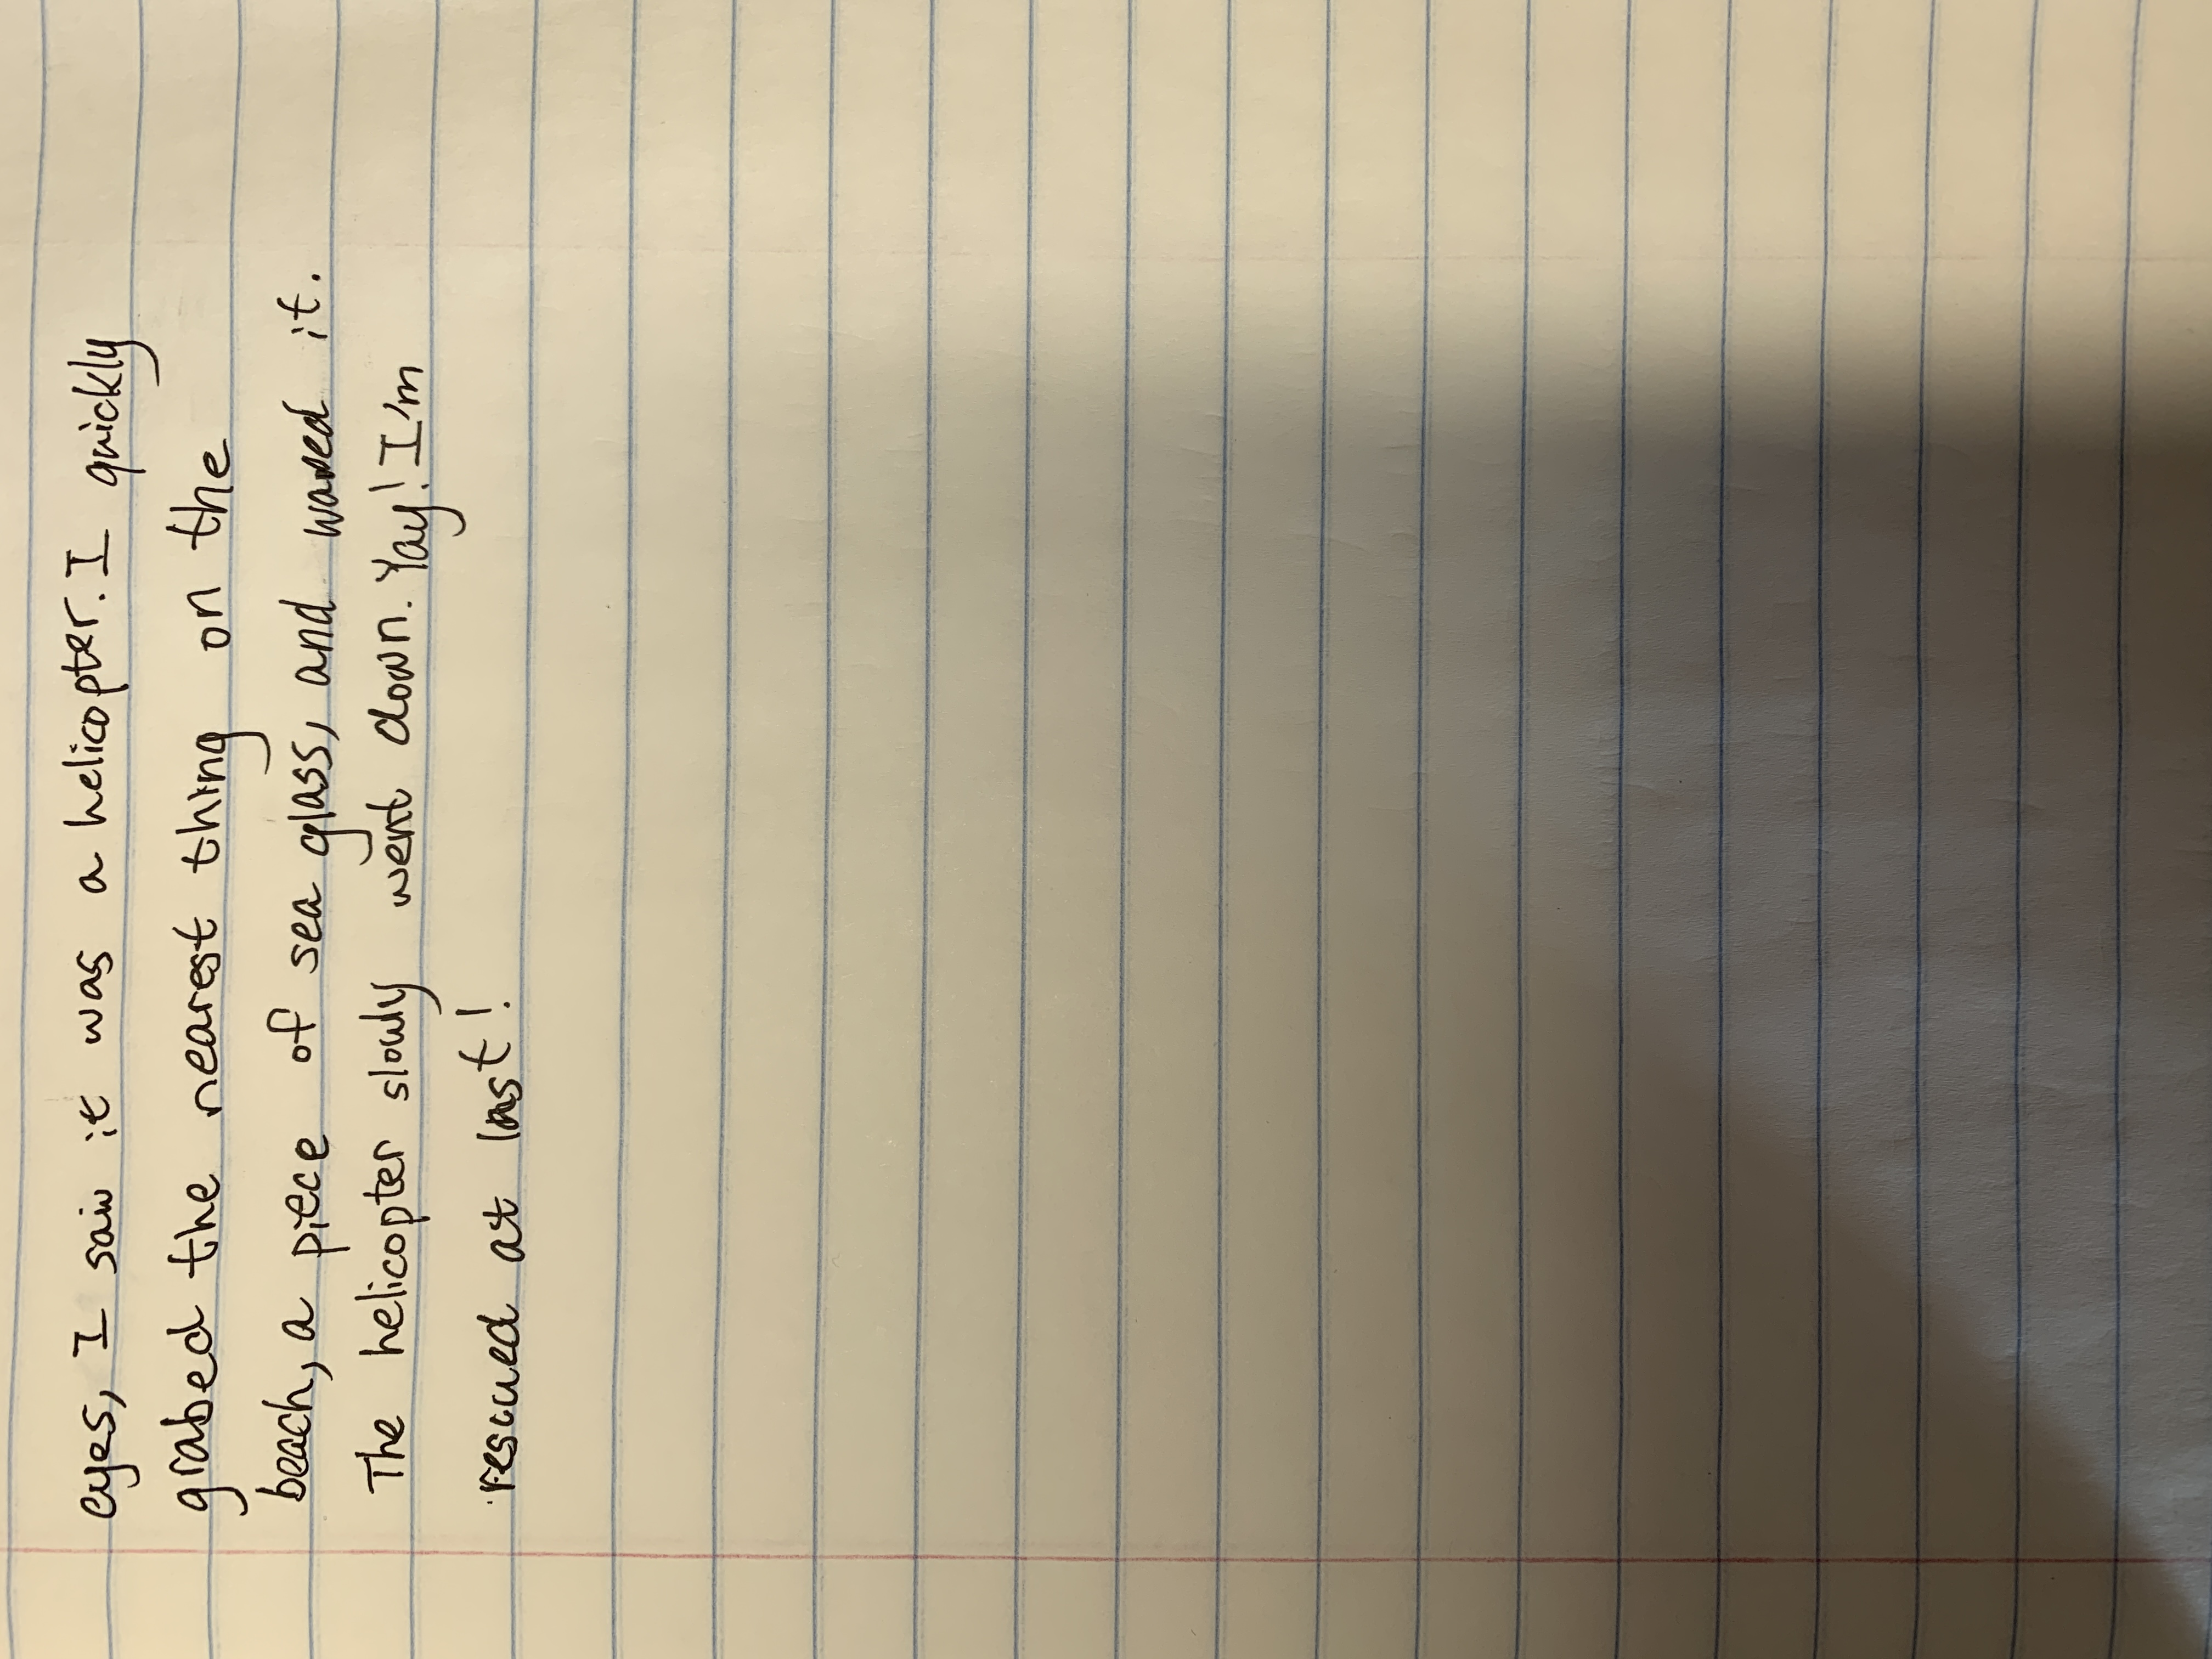 eyes, I saw it was a helicopter. I quickly
grabed the nearest thing on the
beach, a piece of sea glass, and waved it.
The helicopter slowly went down. Yay! I'm
rescued at last!